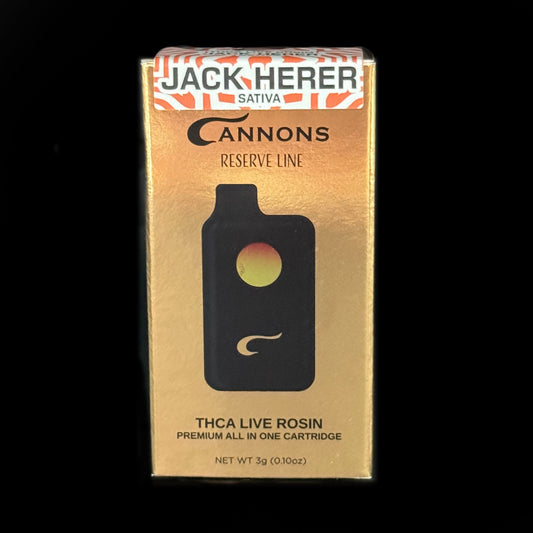 JACK HERER
SATIVA
CANNONS
RESERVE LINE
THCA LIVE ROSIN
PREMIUM ALL IN ONE CARTRIDGE
NET WT 3g (0.10oz)